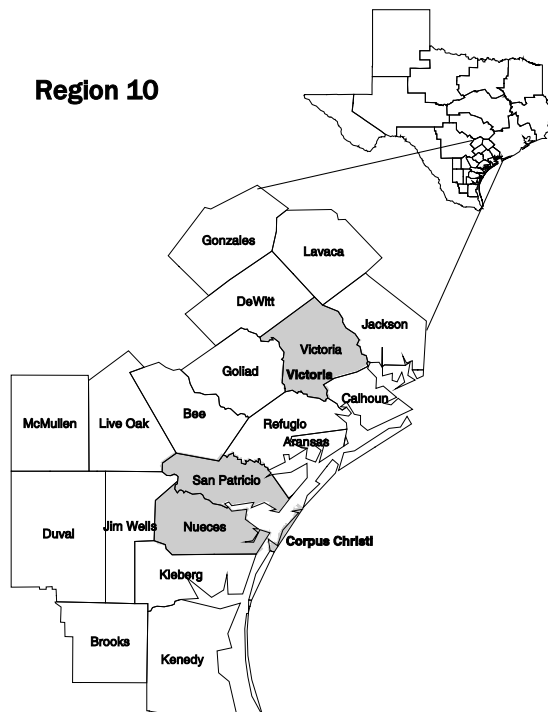 Region 10
Gonzales
Lavaca
DeWitt
Jackson
Victoria
Victoria
Goliad
Calhoun
Bee
McMullen
Live Oak
Refugio
Aransas
San Patricio
Jim Wells
Nueces
Duval
Corpus Christi
Kleberg
Brooks
Kenedy